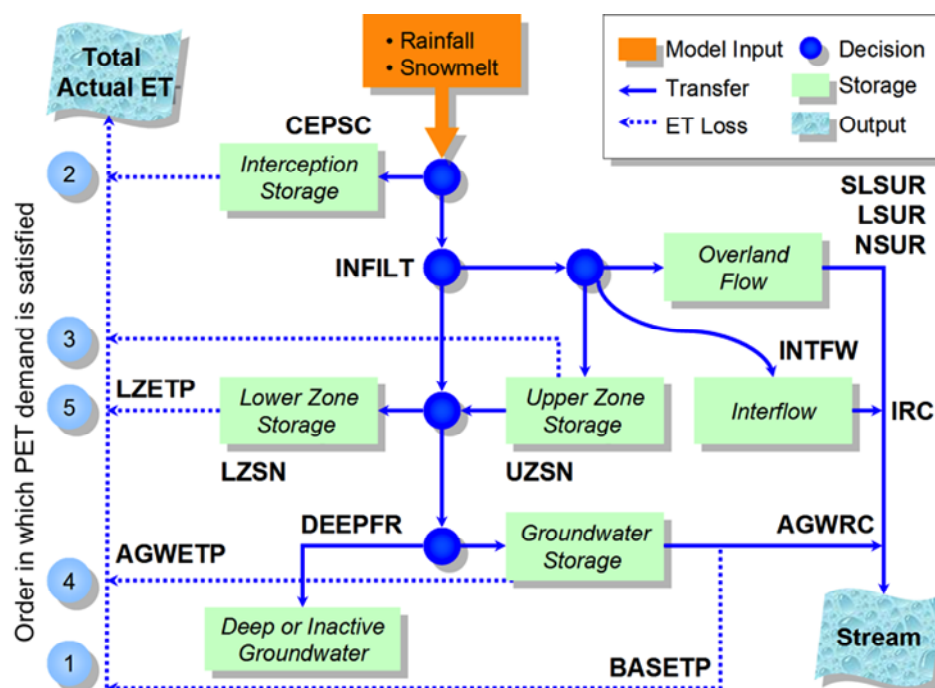 Total
Actual ET
• Rainfall
• Snowmelt
Model Input
Decision
Transfer
Storage
ET Loss
Output
CEPSC
2
Interception
Storage
SLSUR
LSUR
NSUR
INFILT
Overland
Flow
Order in which PET demand is satisfied
3
INTFW
LZETP
5
Lower Zone
Storage
Upper Zone
Storage
Interflow
IRC
LZSN
UZSN
DEEPFR
Groundwater
Storage
AGWRC
AGWETP
4
Deep or Inactive
Groundwater
Stream
1
BASETP